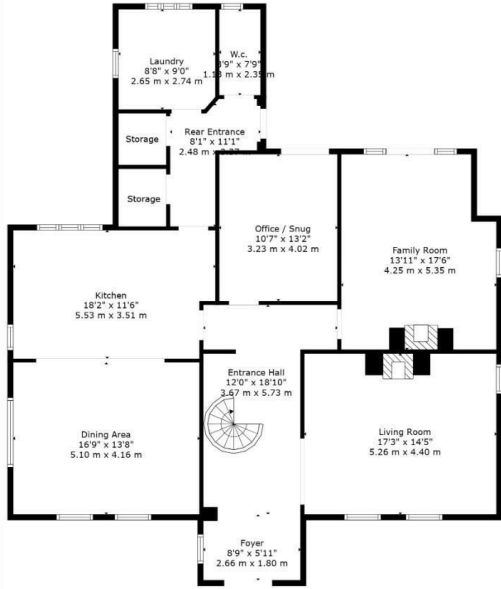 Laundry
8'8" x 9'0"
2.65 m x 2.74 m
W.c.
9" x 7'9"
m x 2.35
Storage
Rear Entrance
8'1" x 11'1"
2.48
Storage
Office / Snug
10'7" x 13'2"
3.23 m x 4.02 m
Family Room
13'11" x 17'6"
4.25 m x 5.35 m
Kitchen
18'2" x 11'6"
5.53 m x 3.51 m
Entrance Hall
12'0" x 18'10"
3.67 m x 5.73 m
Dining Area
16'9" x 13'8"
5.10 m x 4.16 m
Living Room
17'3" x 14'5"
5.26 m x 4.40 m
Foyer
8'9" x 5'11"
2.66 m x 1.80 m